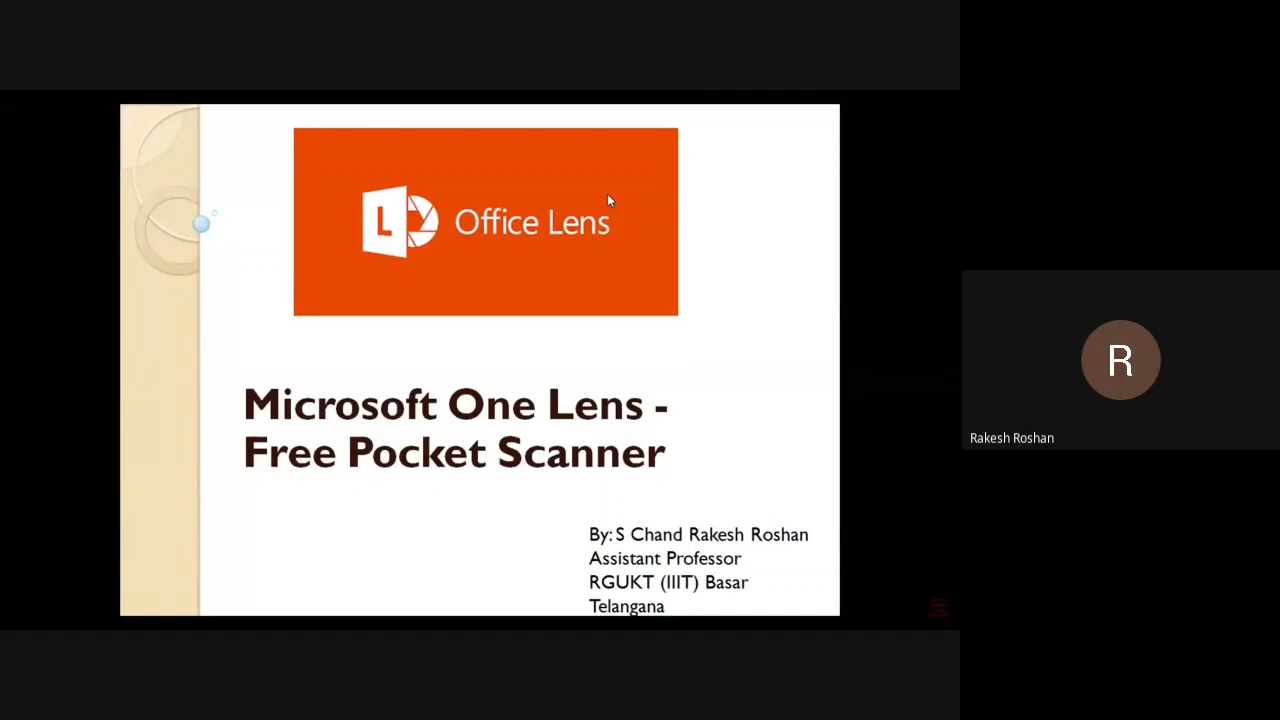 L Office Lens
Microsoft One Lens -
Free Pocket Scanner
By: S Chand Rakesh Roshan
Assistant Professor
RGUKT (IIIT) Basar
Telangana
R
Rakesh Roshan